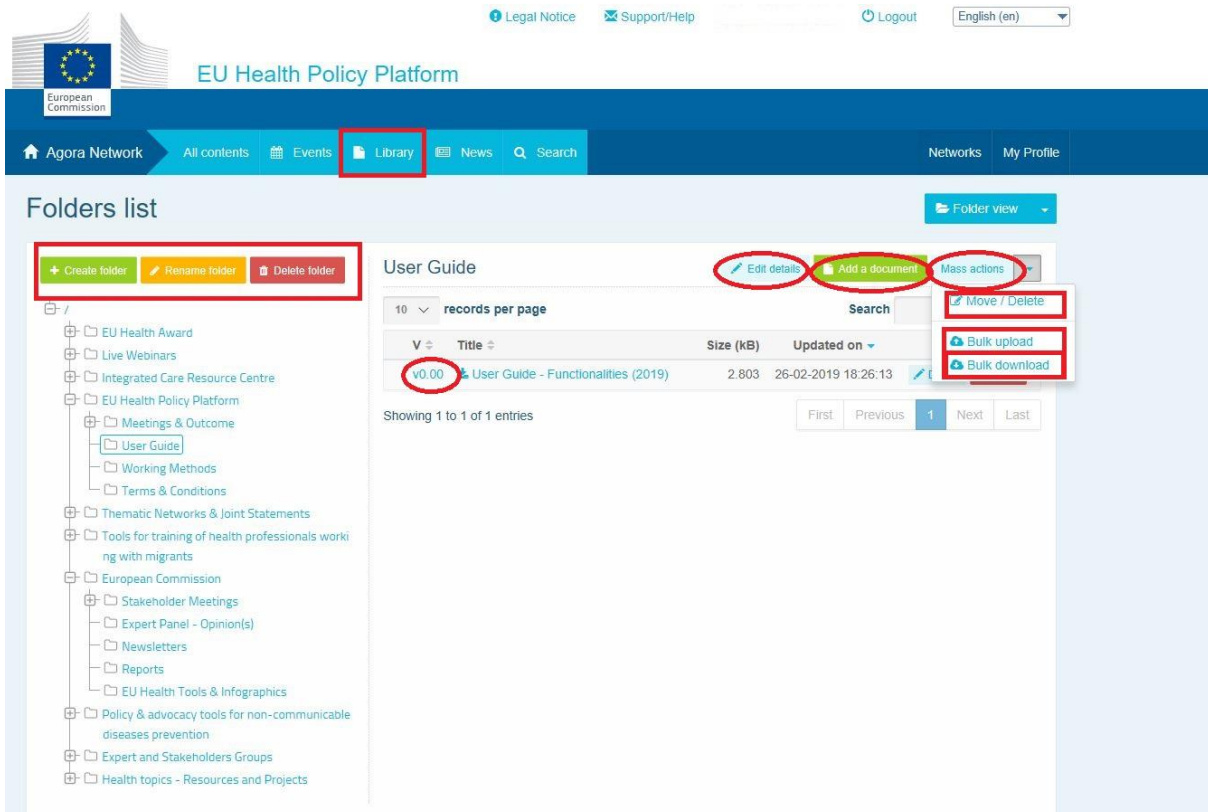 Legal Notice Support/Help Logout English (en)
European
Commission
EU Health Policy Platform
Agora Network All contents Events Library News Search Networks My Profile
Folders list
Folder view
Create folder Rename folder Delete folder
/
EU Health Award
Live Webinars
Integrated Care Resource Centre
EU Health Policy Platform
Meetings & Outcome
User Guide
Working Methods
Terms & Conditions
Thematic Networks & Joint Statements
Tools for training of health professionals worki
ng with migrants
European Commission
Stakeholder Meetings
Expert Panel - Opinion(s)
Newsletters
Reports
EU Health Tools & Infographics
Policy & advocacy tools for non-communicable
diseases prevention
Expert and Stakeholders Groups
Health topics - Resources and Projects
User Guide Edit details Add a document Mass actions
Move / Delete
Bulk upload
Bulk download
10 records per page Search
V Title Size (kB) Updated on
v0.00 User Guide - Functionalities (2019) 2.803 26-02-2019 18:26:13
Showing 1 to 1 of 1 entries First Previous 1 Next Last